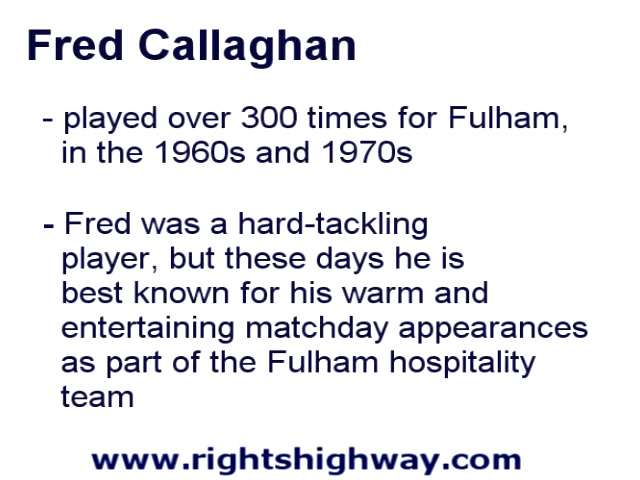 Fred Callaghan
- played over 300 times for Fulham,
in the 1960s and 1970s
- Fred was a hard-tackling
player, but these days he is
best known for his warm and
entertaining matchday appearances
as part of the Fulham hospitality
team
www.rightshighway.com